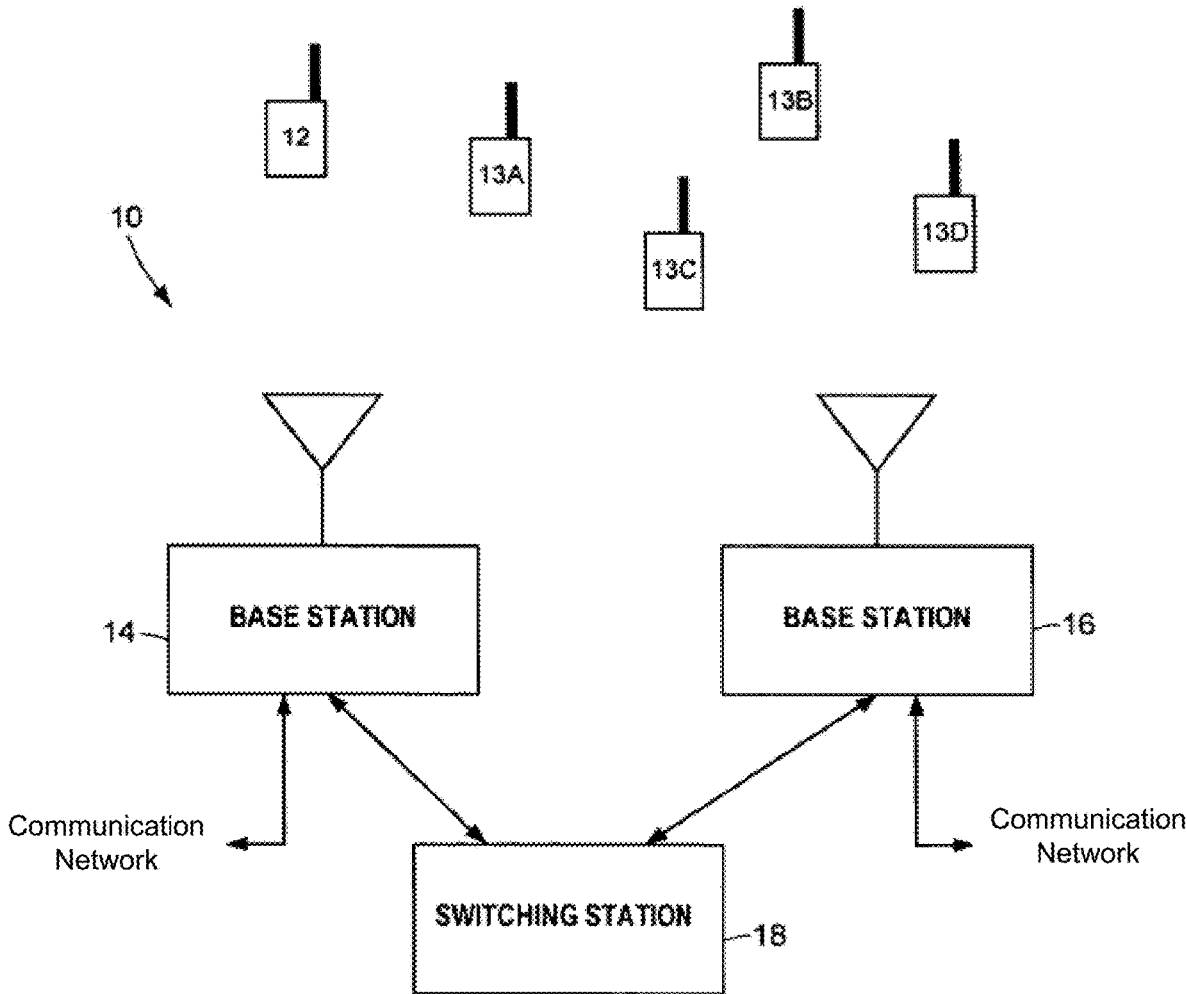 13B
12
13A
13D
10
13C
BASE STATION
BASE STATION
14
16
Communication
Network
Communication
Network
SWITCHING STATION
18